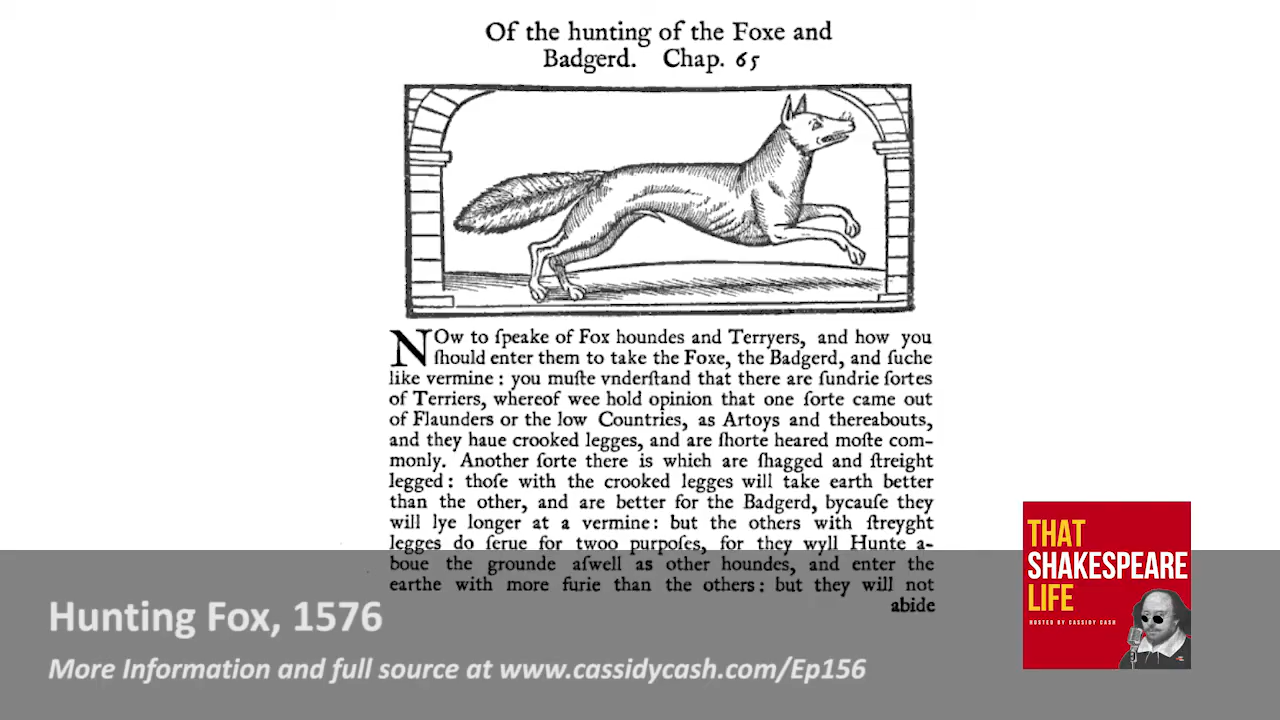 Of the hunting of the Foxe and
Badgerd. Chap. 65
NOw to ſpeake of Fox houndes and Terryers, and how you
ſhould enter them to take the Foxe, the Badgerd, and ſuche
like vermine : you muſte vnderſtand that there are ſundrie ſortes
of Terriers, whereof wee hold opinion that one ſorte came out
of Flaunders or the low Countries, as Artoys and thereabouts,
and they haue crooked legges, and are ſhorte heared moſte com-
monly. Another ſorte there is which are ſhagged and ſtreight
legged : thoſe with the crooked legges will take earth better
than the other, and are better for the Badgerd, bycauſe they
will lye longer at a vermine : but the others with ſtreyght
legges do ſerue for twoo purpoſes, for they wyll Hunte a-
boue the grounde aſwell as other houndes, and enter the
earthe with more furie than the others : but they will not
abide
Hunting Fox, 1576
More Information and full source at www.cassidycash.com/Ep156
THAT
SHAKESPEARE
LIFE
HOSTED BY CASSIDY CASH